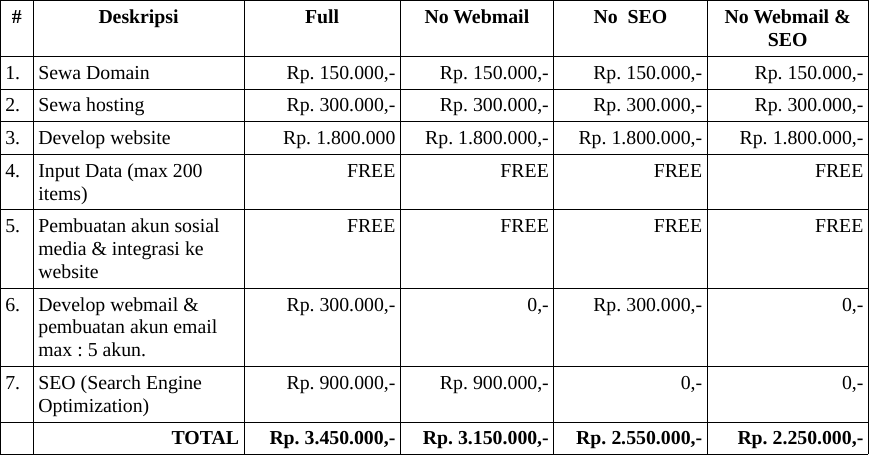 # Deskripsi Full No Webmail No SEO No Webmail &
SEO
1. Sewa Domain Rp. 150.000,- Rp. 150.000,- Rp. 150.000,- Rp. 150.000,-
2. Sewa hosting Rp. 300.000,- Rp. 300.000,- Rp. 300.000,- Rp. 300.000,-
3. Develop website Rp. 1.800.000 Rp. 1.800.000,- Rp. 1.800.000,- Rp. 1.800.000,-
4. Input Data (max 200 FREE FREE FREE FREE
items)
5. Pembuatan akun sosial FREE FREE FREE FREE
media & integrasi ke
website
6. Develop webmail & Rp. 300.000,- 0,- Rp. 300.000,- 0,-
pembuatan akun email
max : 5 akun.
7. SEO (Search Engine Rp. 900.000,- Rp. 900.000,- 0,- 0,-
Optimization)
TOTAL Rp. 3.450.000,- Rp. 3.150.000,- Rp. 2.550.000,- Rp. 2.250.000,-